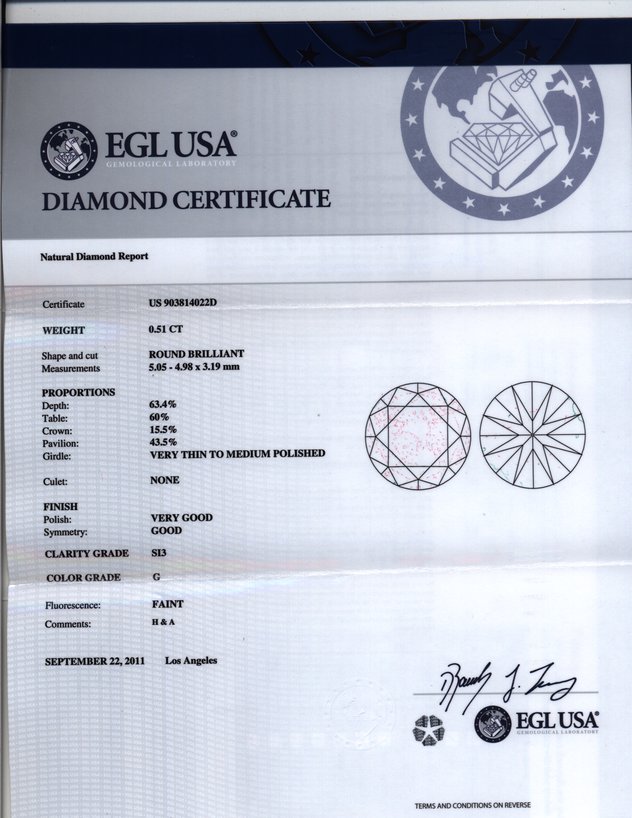 EGL USA®
GEMOLOGICAL LABORATORY
DIAMOND CERTIFICATE
Natural Diamond Report
Certificate US 903814022D
WEIGHT 0.51 CT
Shape and cut ROUND BRILLIANT
Measurements 5.05 - 4.98 x 3.19 mm
PROPORTIONS
Depth: 63.4%
Table: 60%
Crown: 15.5%
Pavilion: 43.5%
Girdle: VERY THIN TO MEDIUM POLISHED
Culet: NONE
FINISH
Polish: VERY GOOD
Symmetry: GOOD
CLARITY GRADE SI3
COLOR GRADE G
Fluorescence: FAINT
Comments: H & A
SEPTEMBER 22, 2011 Los Angeles
EGL USA®
GEMOLOGICAL LABORATORY
TERMS AND CONDITIONS ON REVERSE